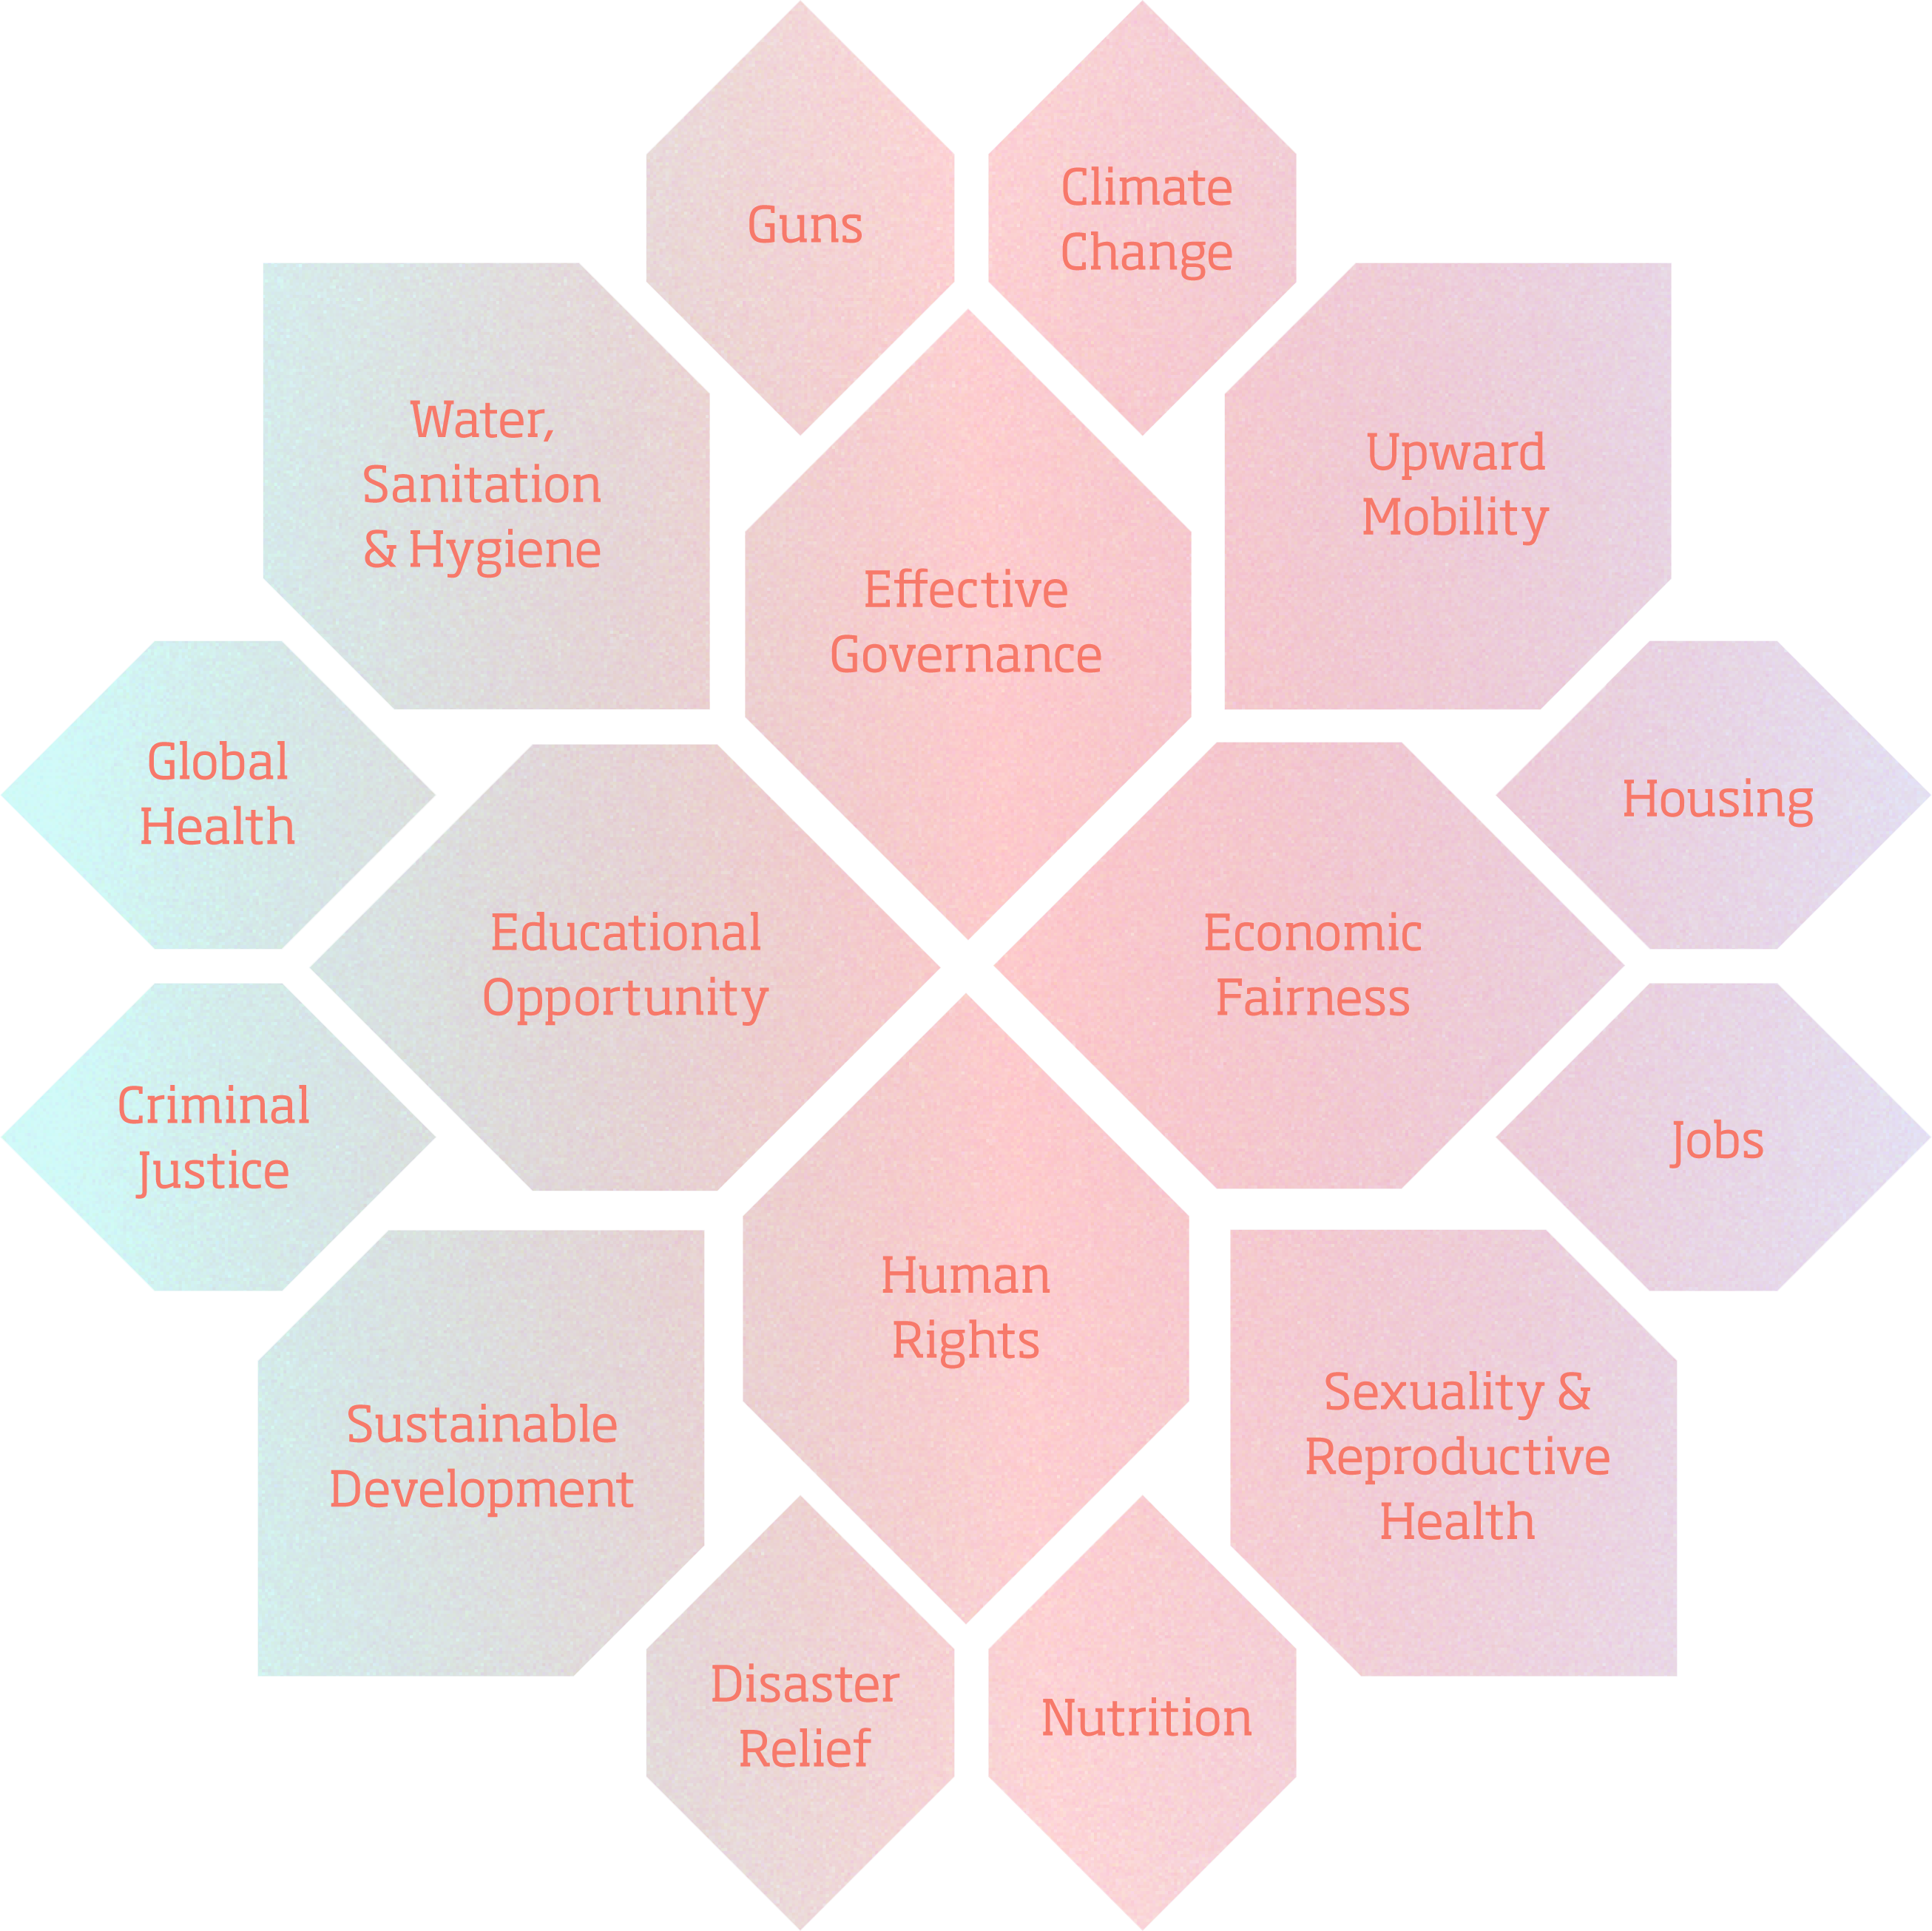 Guns
Climate
Change
Water,
Sanitation
& Hygiene
Upward
Mobility
Effective
Governance
Global
Health
Housing
Educational
Opportunity
Economic
Fairness
Criminal
Justice
Jobs
Human
Rights
Sustainable
Development
Sexuality &
Reproductive
Health
Disaster
Relief
Nutrition